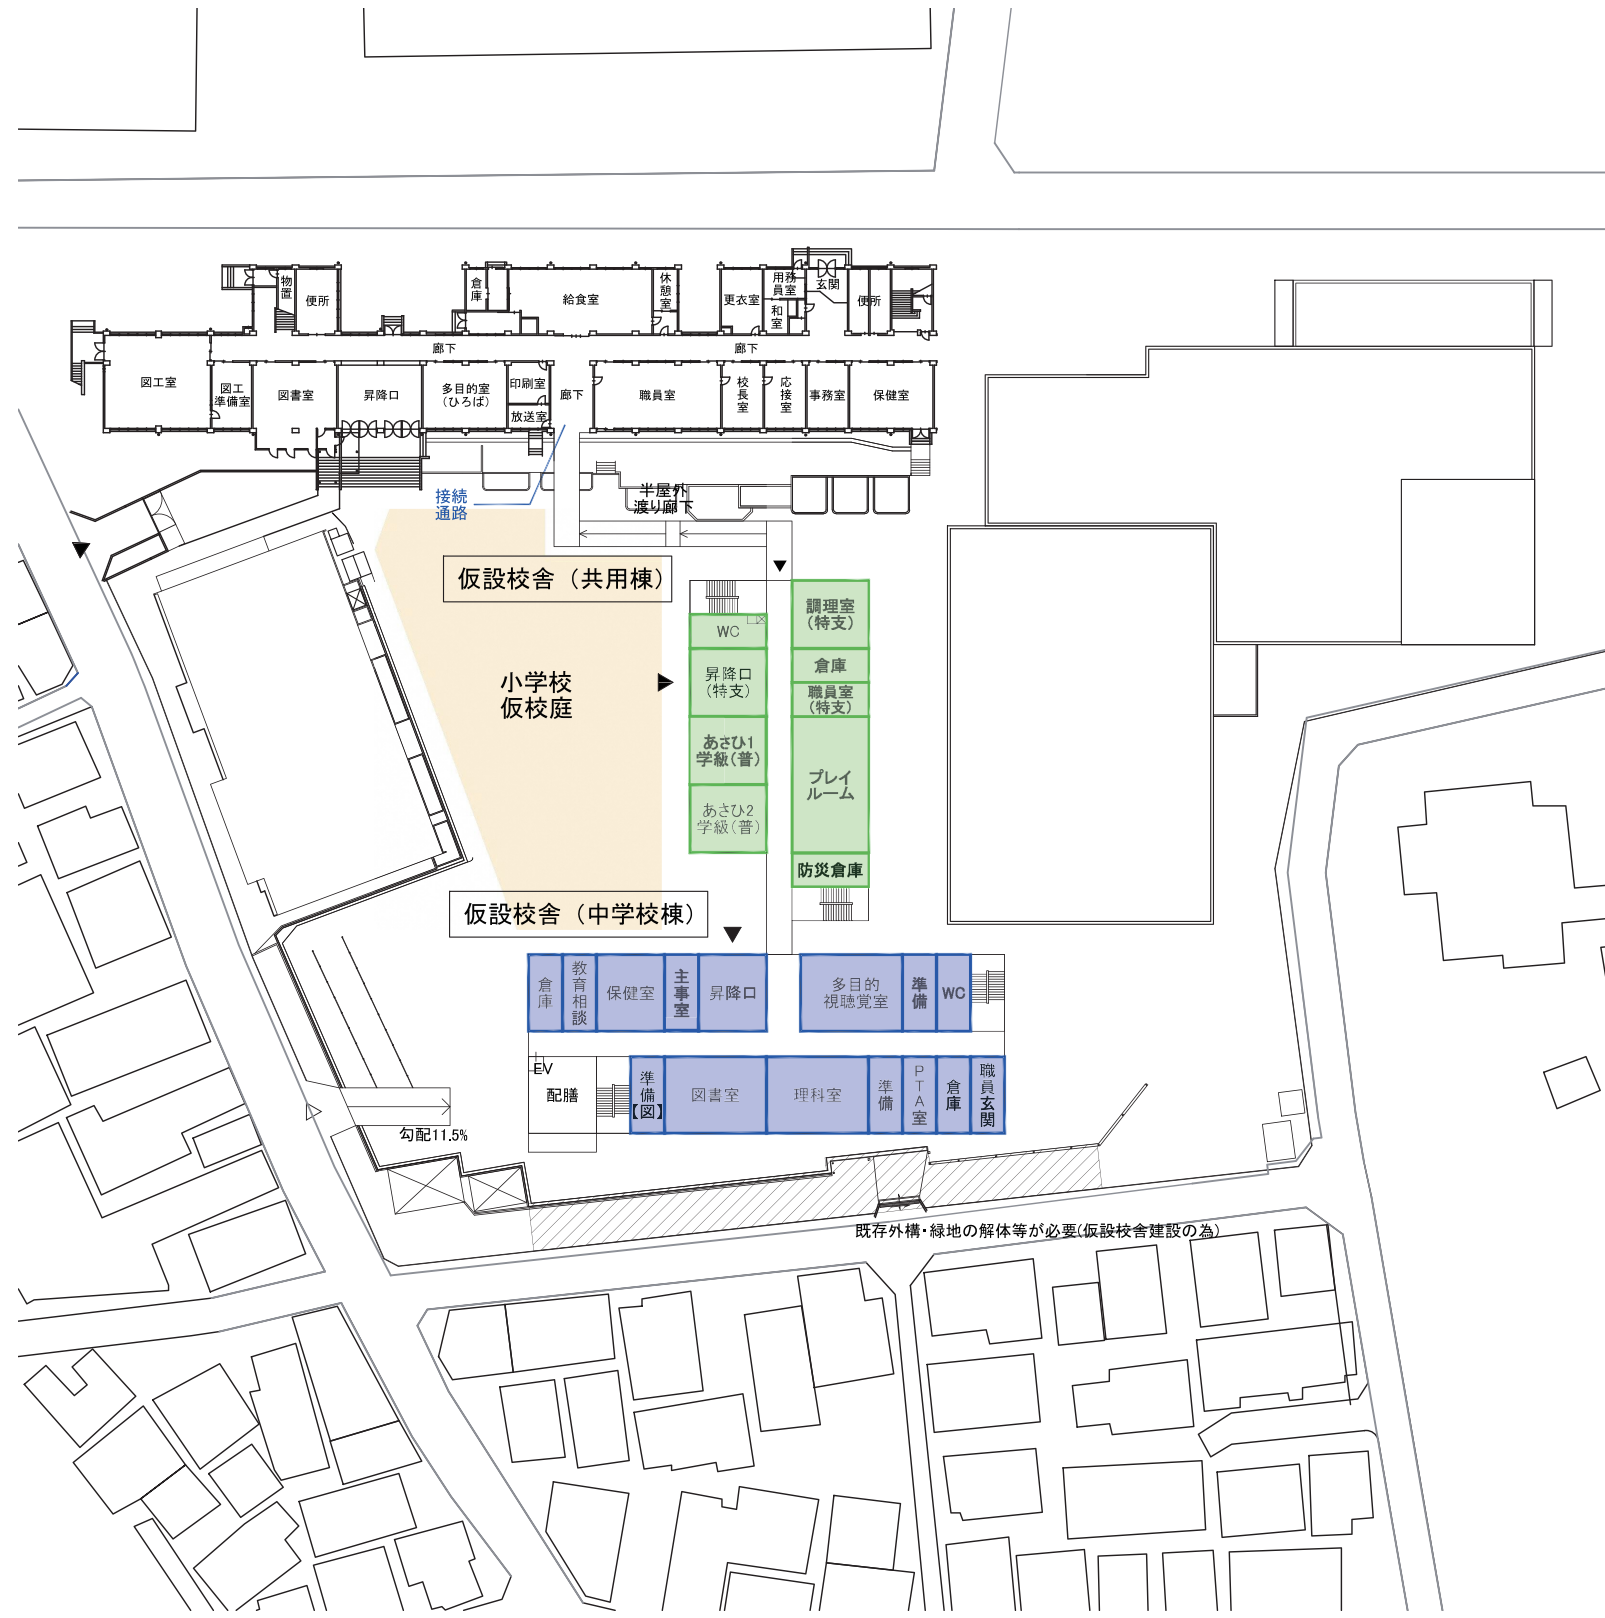 物置
便所
倉庫
給食室
休憩室
更衣室
用務
員室
和室
玄関
便所
廊下
廊下
図工室
図工
準備室
図書室
昇降口
多目的室
(ひろば)
印刷室
放送室
廊下
職員室
校長室
応接室
事務室
保健室
接続
通路
半屋外
渡り廊下
仮設校舎(共用棟)
調理室
(特支)
WC
倉庫
昇降口
(特支)
職員室
(特支)
小学校
仮校庭
あさひ1
学級(普)
プレイ
ルーム
あさひ2
学級(普)
防災倉庫
仮設校舎(中学校棟)
倉庫
教育相談
保健室
主事室
昇降口
多目的
視聴覚室
準備
WC
EV
配膳
準備
【図】
図書室
理科室
準備
PTA室
倉庫
職員玄関
勾配11.5%
既存外構・緑地の解体等が必要(仮設校舎建設の為)